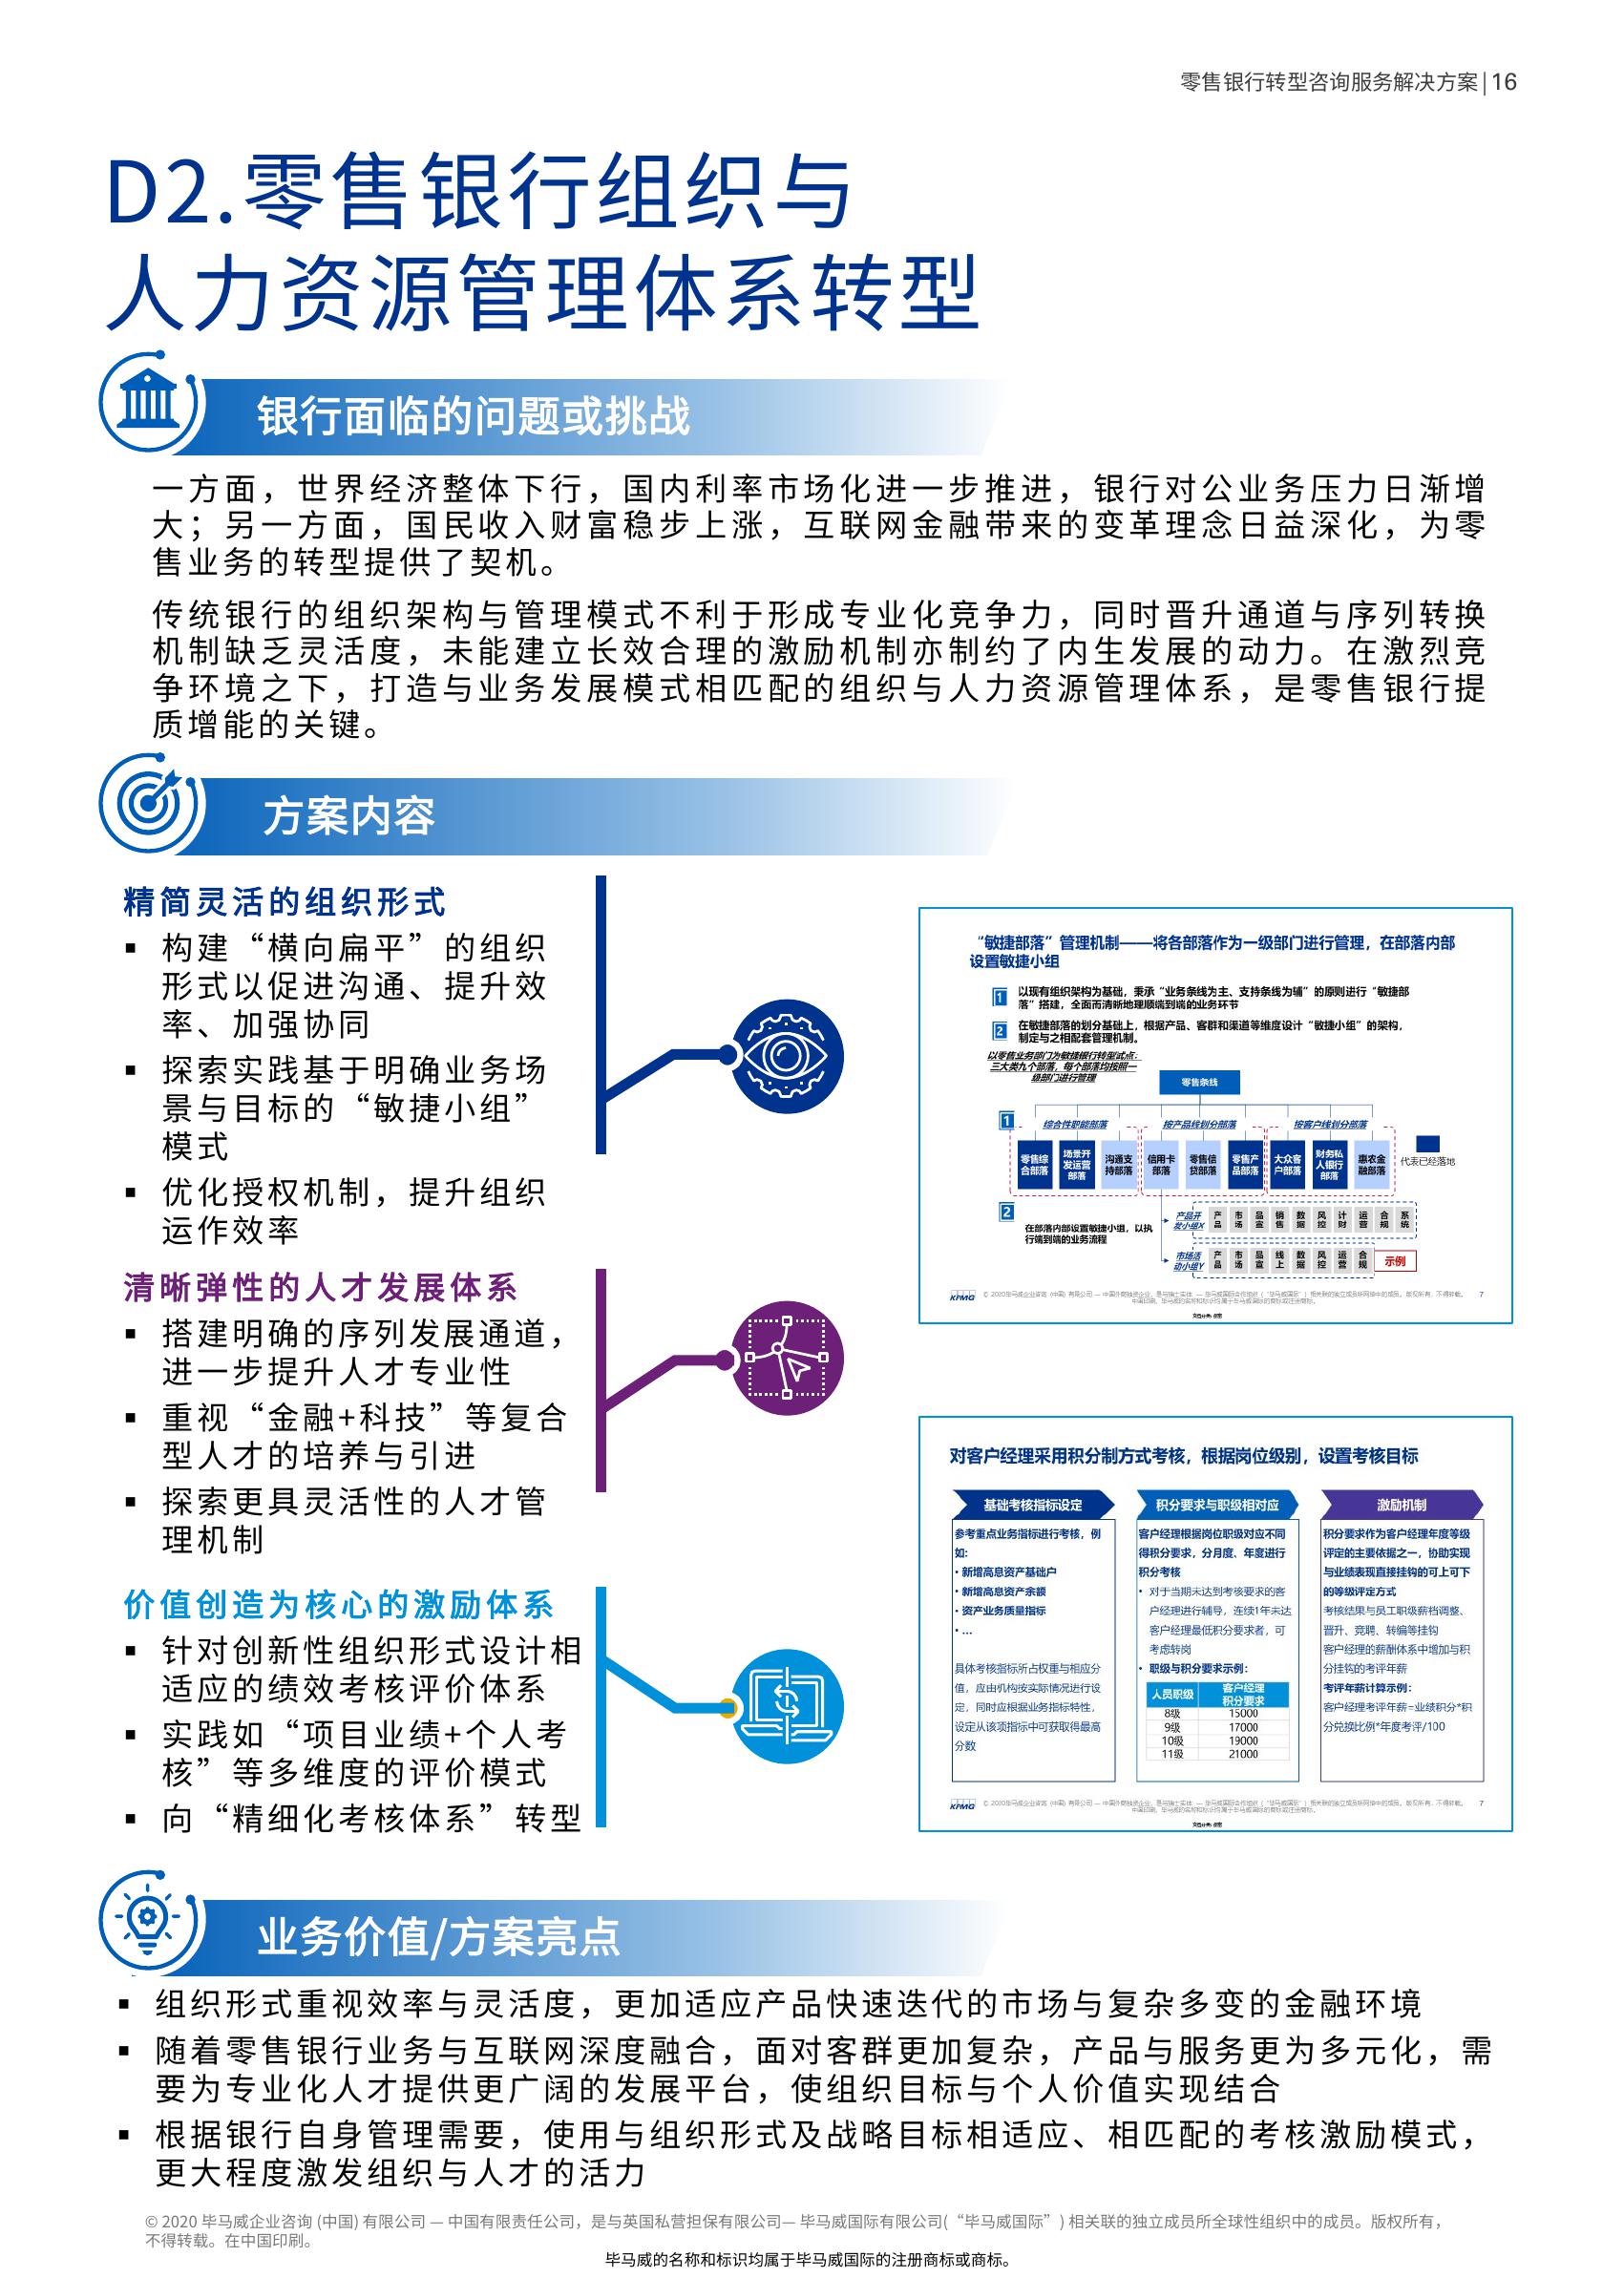 零售银行转型咨询服务解决方案|16
D2.零售银行组织与
人力资源管理体系转型
银行面临的问题或挑战
一方面，世界经济整体下行，国内利率市场化进一步推进，银行对公业务压力日渐增
大；另一方面，国民收入财富稳步上涨，互联网金融带来的变革理念日益深化，为零
售业务的转型提供了契机。
传统银行的组织架构与管理模式不利于形成专业化竞争力，同时晋升通道与序列转换
机制缺乏灵活度，未能建立长效合理的激励机制亦制约了内生发展的动力。在激烈竞
争环境之下，打造与业务发展模式相匹配的组织与人力资源管理体系，是零售银行提
质增能的关键。
方案内容
精简灵活的组织形式
▪ 构建“横向扁平”的组织
形式以促进沟通、提升效
率、加强协同
▪ 探索实践基于明确业务场
景与目标的“敏捷小组”
模式
▪ 优化授权机制，提升组织
运作效率
清晰弹性的人才发展体系
▪ 搭建明确的序列发展通道，
进一步提升人才专业性
▪ 重视“金融+科技”等复合
型人才的培养与引进
▪ 探索更具灵活性的人才管
理机制
价值创造为核心的激励体系
▪ 针对创新性组织形式设计相
适应的绩效考核评价体系
▪ 实践如“项目业绩+个人考
核”等多维度的评价模式
▪ 向“精细化考核体系”转型
“敏捷部落”管理机制——将各部落作为一级部门进行管理，在部落内部
设置敏捷小组
1 以现有组织架构为基础，秉承“业务条线为主、支持条线为辅”的原则进行“敏捷部
落”搭建，全面而清晰地理顺端到端的业务环节
2 在敏捷部落的划分基础上，根据产品、客群和渠道等维度设计“敏捷小组”的架构，
制定与之相配套管理机制。
以零售业务部门为敏捷银行转型试点：
三大类九个部落，每个部落均按照一
级部门进行管理
零售条线
1
综合性职能部落 按产品线划分部落 按客户线划分部落
零售综合部落 场景开发运营部落 沟通支持部落 信用卡部落 零售信贷部落 零售产品部落 大众客户部落 财务私人银行部落 惠农金融部落
代表已经落地
2
在部落内部设置敏捷小组，以执
行端到端的业务流程
产品开发小组X 产品 市场 品宣 销售 数据 风控 计财 运营 合规 系统
市场活动小组Y 产品 市场 品宣 线上 数据 风控 运营 合规
示例
KPMG 7
对客户经理采用积分制方式考核，根据岗位级别，设置考核目标
基础考核指标设定
参考重点业务指标进行考核，例
如：
• 新增高息资产基础户
• 新增高息资产余额
• 资产业务质量指标
• ...
具体考核指标所占权重与相应分
值，应由机构按实际情况进行设
定，同时应根据业务指标特性，
设定从该项指标中可获取得最高
分数
积分要求与职级相对应
客户经理根据岗位职级对应不同
得积分要求，分月度、年度进行
积分考核
• 对于当期未达到考核要求的客
户经理进行辅导，连续1年未达
客户经理最低积分要求者，可
考虑转岗
• 职级与积分要求示例：
人员职级 客户经理积分要求
8级 15000
9级 17000
10级 19000
11级 21000
激励机制
积分要求作为客户经理年度等级
评定的主要依据之一，协助实现
与业绩表现直接挂钩的可上可下
的等级评定方式
考核结果与员工职级薪档调整、
晋升、竞聘、转编等挂钩
客户经理的薪酬体系中增加与积
分挂钩的考评年薪
考评年薪计算示例：
客户经理考评年薪=业绩积分*积
分兑换比例*年度考评/100
KPMG 7
业务价值/方案亮点
▪ 组织形式重视效率与灵活度，更加适应产品快速迭代的市场与复杂多变的金融环境
▪ 随着零售银行业务与互联网深度融合，面对客群更加复杂，产品与服务更为多元化，需
要为专业化人才提供更广阔的发展平台，使组织目标与个人价值实现结合
▪ 根据银行自身管理需要，使用与组织形式及战略目标相适应、相匹配的考核激励模式，
更大程度激发组织与人才的活力
© 2020 毕马威企业咨询 (中国) 有限公司 — 中国有限责任公司，是与英国私营担保有限公司— 毕马威国际有限公司(“毕马威国际”) 相关联的独立成员所全球性组织中的成员。版权所有，
不得转载。在中国印刷。
毕马威的名称和标识均属于毕马威国际的注册商标或商标。